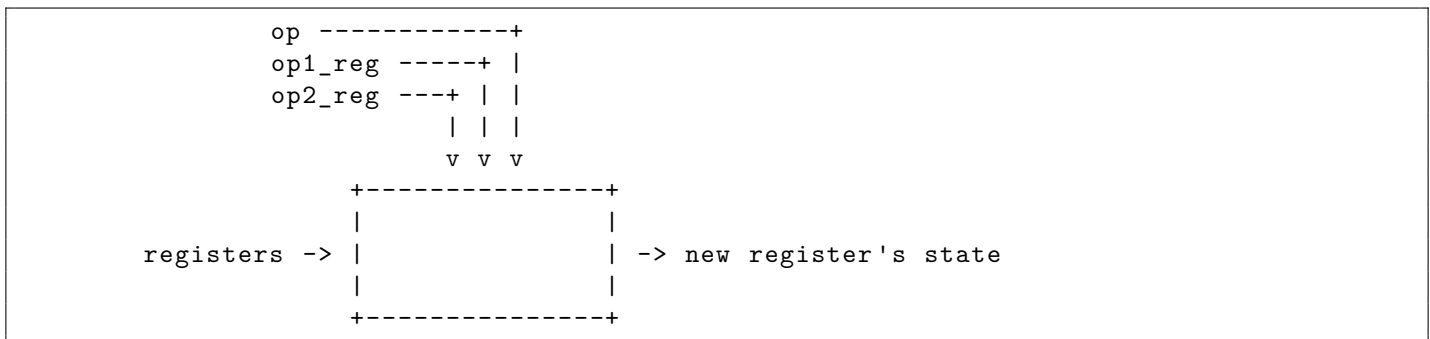 op ------------+
op1_reg -----+ |
op2_reg ---+ | |
| | |
v v v
+---------------+
| |
registers -> | | -> new register's state
| |
+---------------+